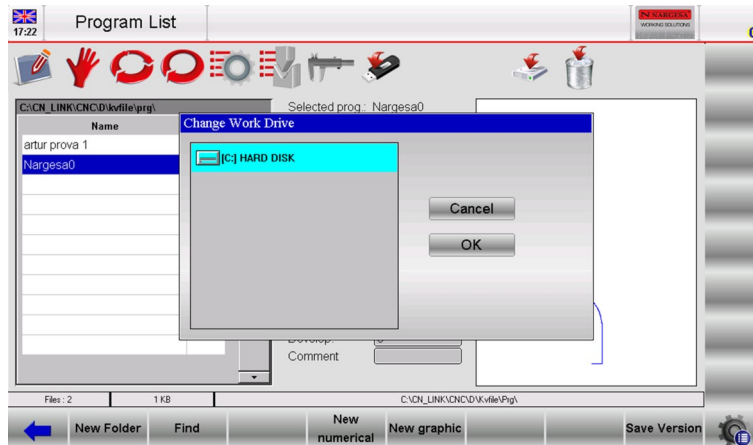 17:22
Program List
NARGESA
WORKING SOLUTIONS
C:\CN_LINK\CNC\D\kvfile\prg\
Selected prog.: Nargesa0
Name
artur prova 1
Nargesa0
Change Work Drive
[C:] HARD DISK
Cancel
OK
Comment
Files : 2
1 KB
C:\CN_LINK\CNC\D\Kvfile\Prg\
New Folder
Find
New numerical
New graphic
Save Version